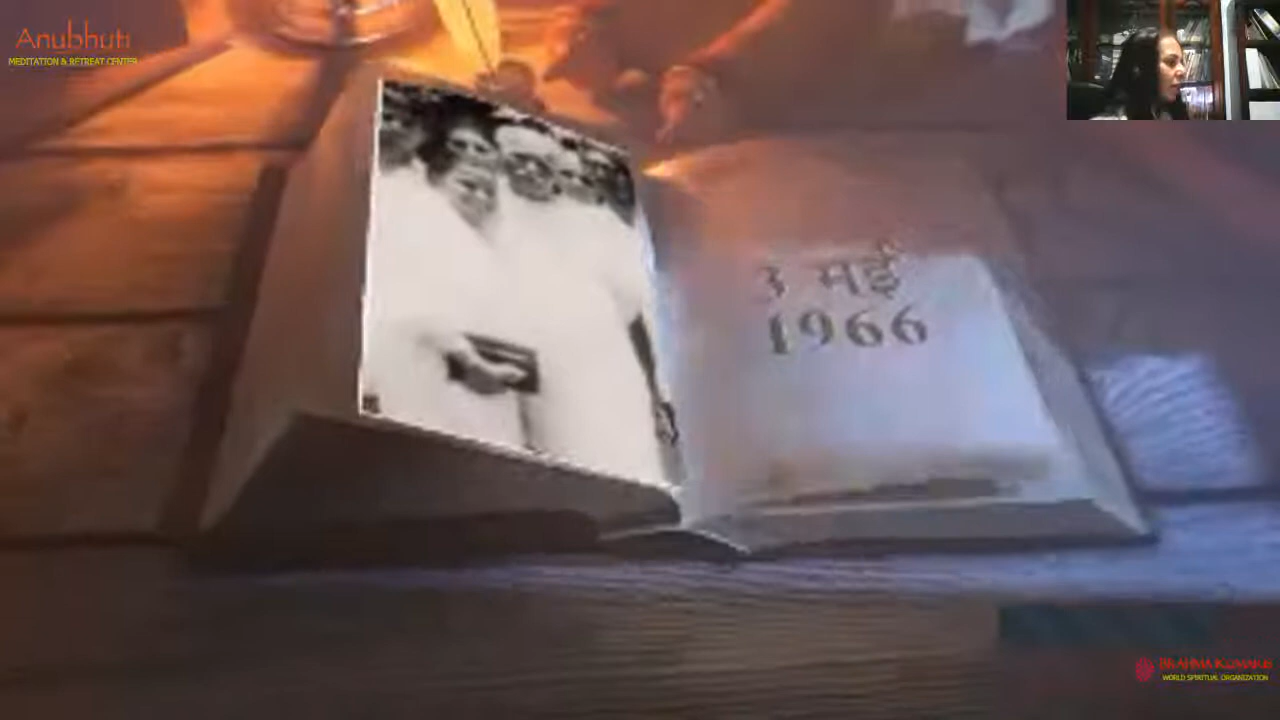 Anubhuti
MEDITATION & RETREAT CENTER
3 मई
1966
BRAHMA KUMARIS
WORLD SPIRITUAL ORGANIZATION